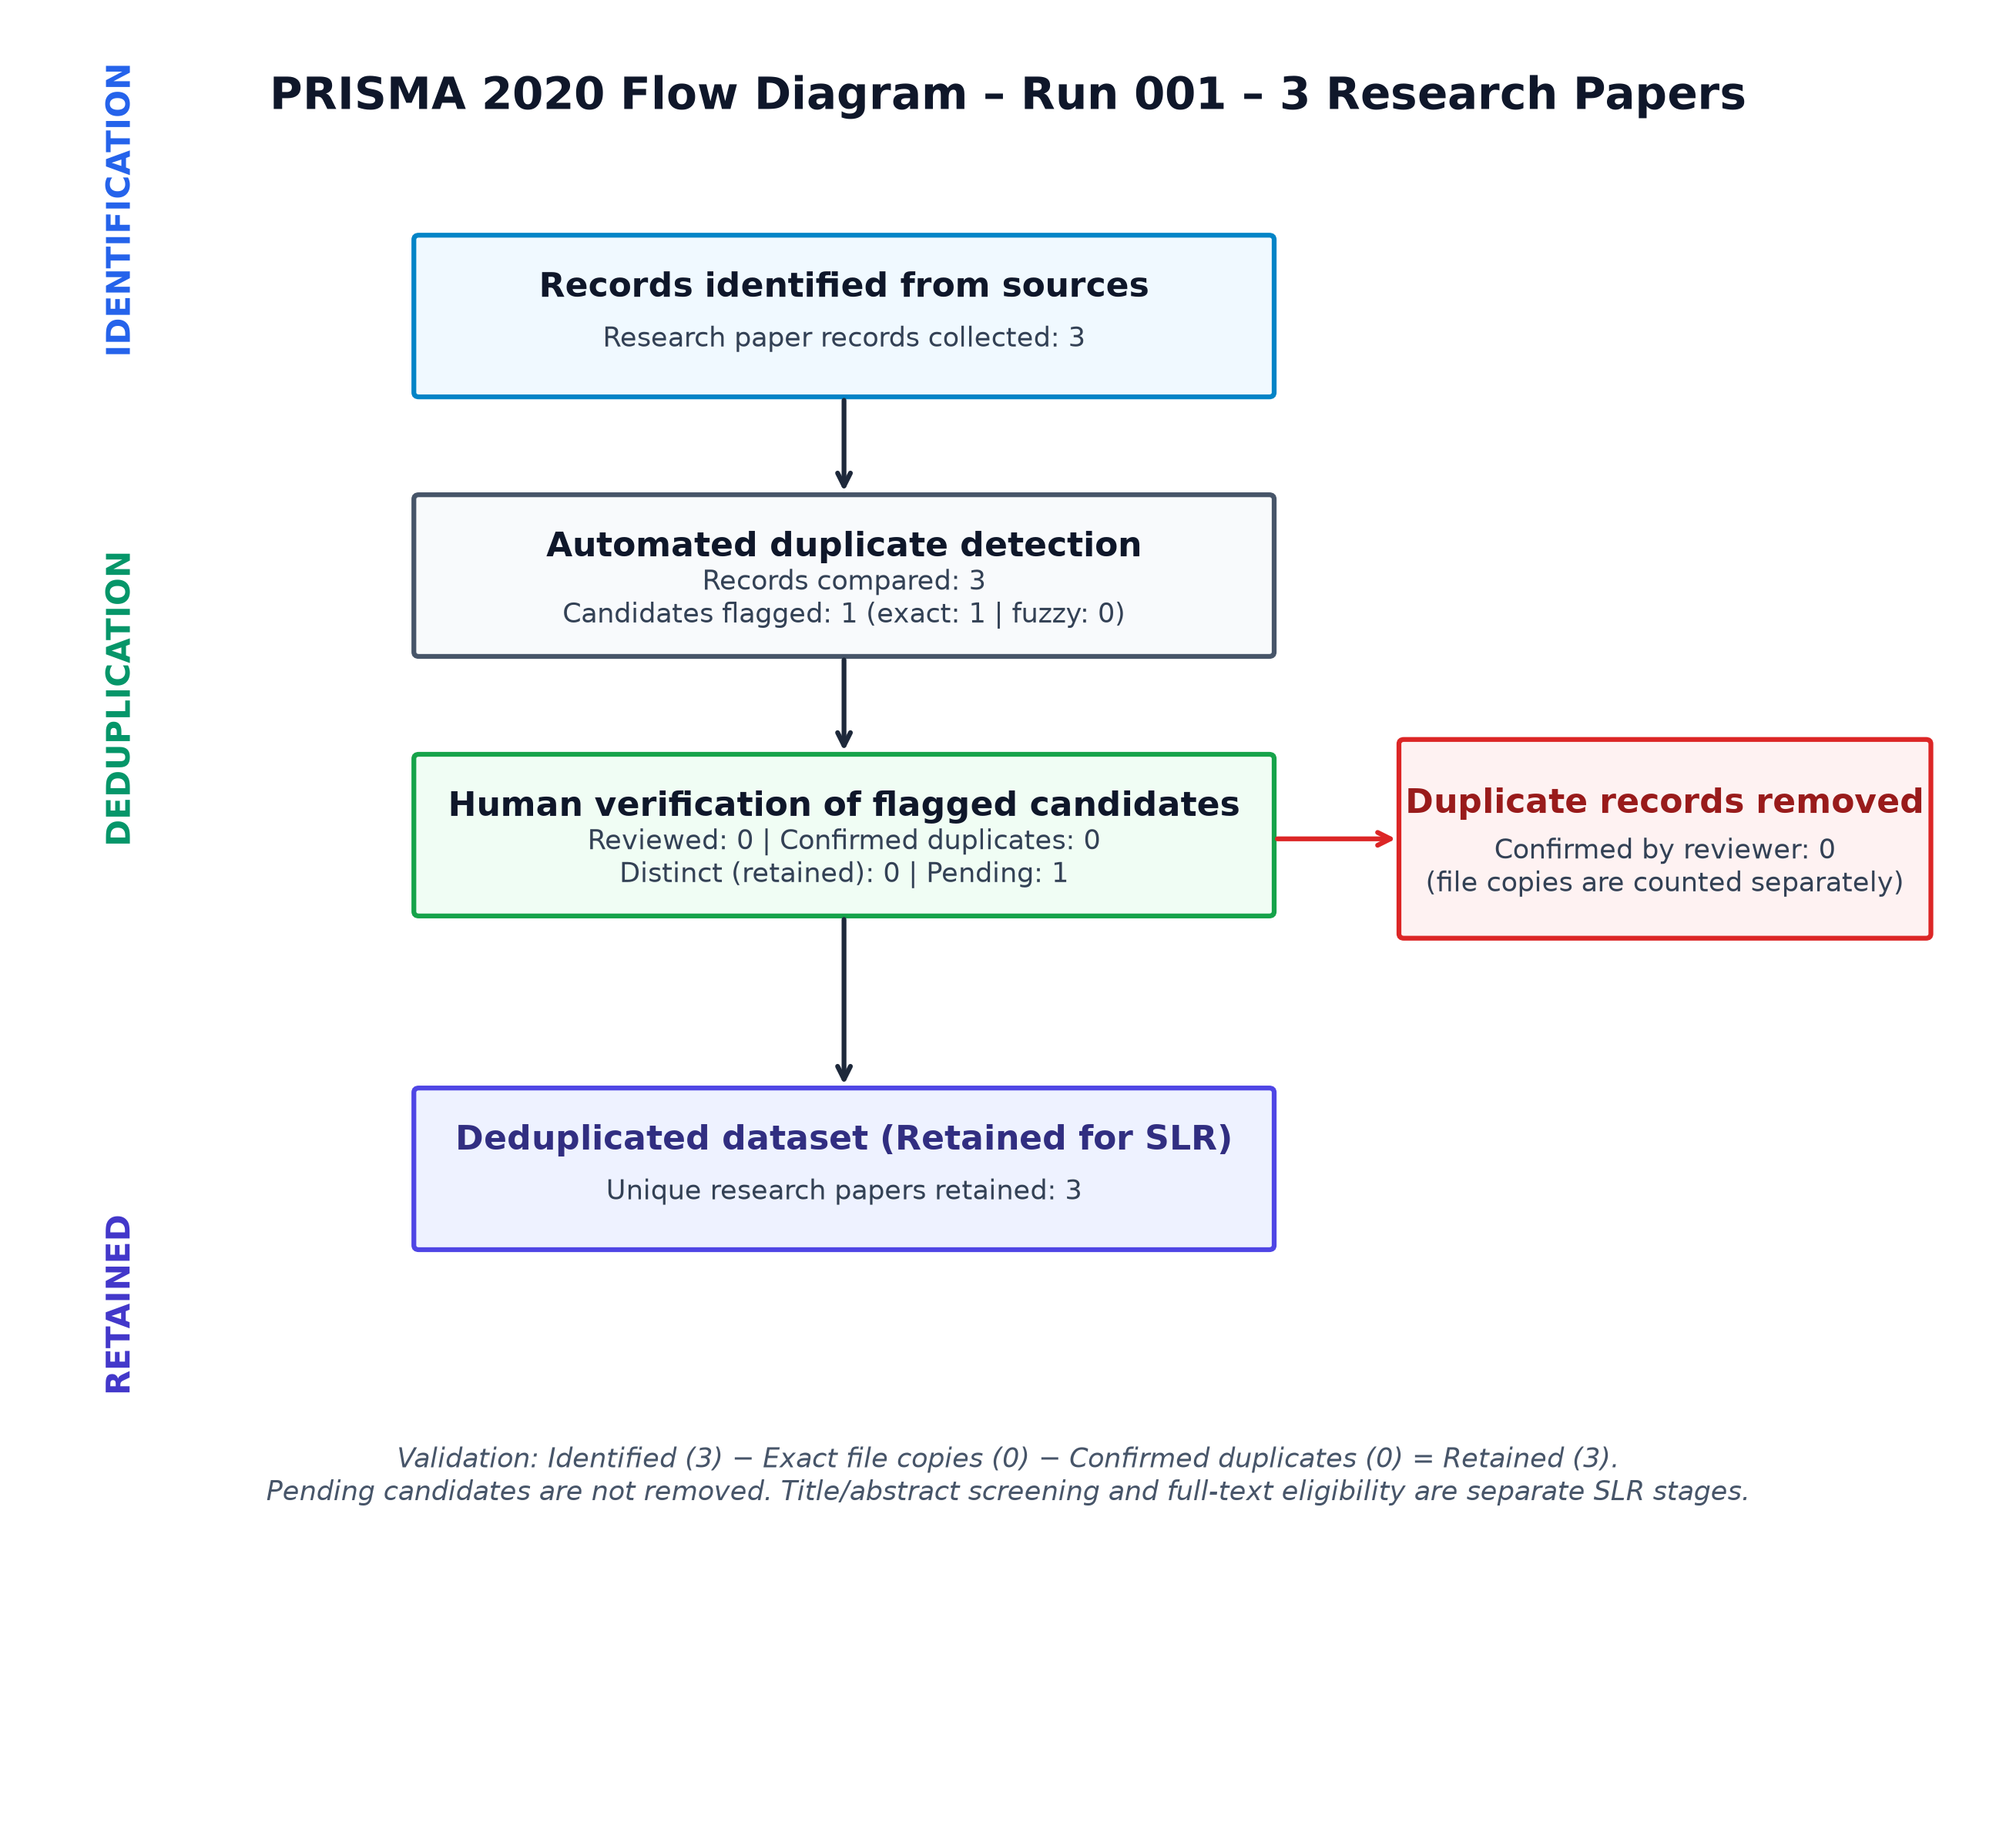 PRISMA 2020 Flow Diagram – Run 001 – 3 Research Papers
IDENTIFICATION
Records identified from sources
Research paper records collected: 3
DEDUPLICATION
Automated duplicate detection
Records compared: 3
Candidates flagged: 1 (exact: 1 | fuzzy: 0)
Human verification of flagged candidates
Reviewed: 0 | Confirmed duplicates: 0
Distinct (retained): 0 | Pending: 1
Duplicate records removed
Confirmed by reviewer: 0
(file copies are counted separately)
RETAINED
Deduplicated dataset (Retained for SLR)
Unique research papers retained: 3
Validation: Identified (3) − Exact file copies (0) − Confirmed duplicates (0) = Retained (3).
Pending candidates are not removed. Title/abstract screening and full-text eligibility are separate SLR stages.